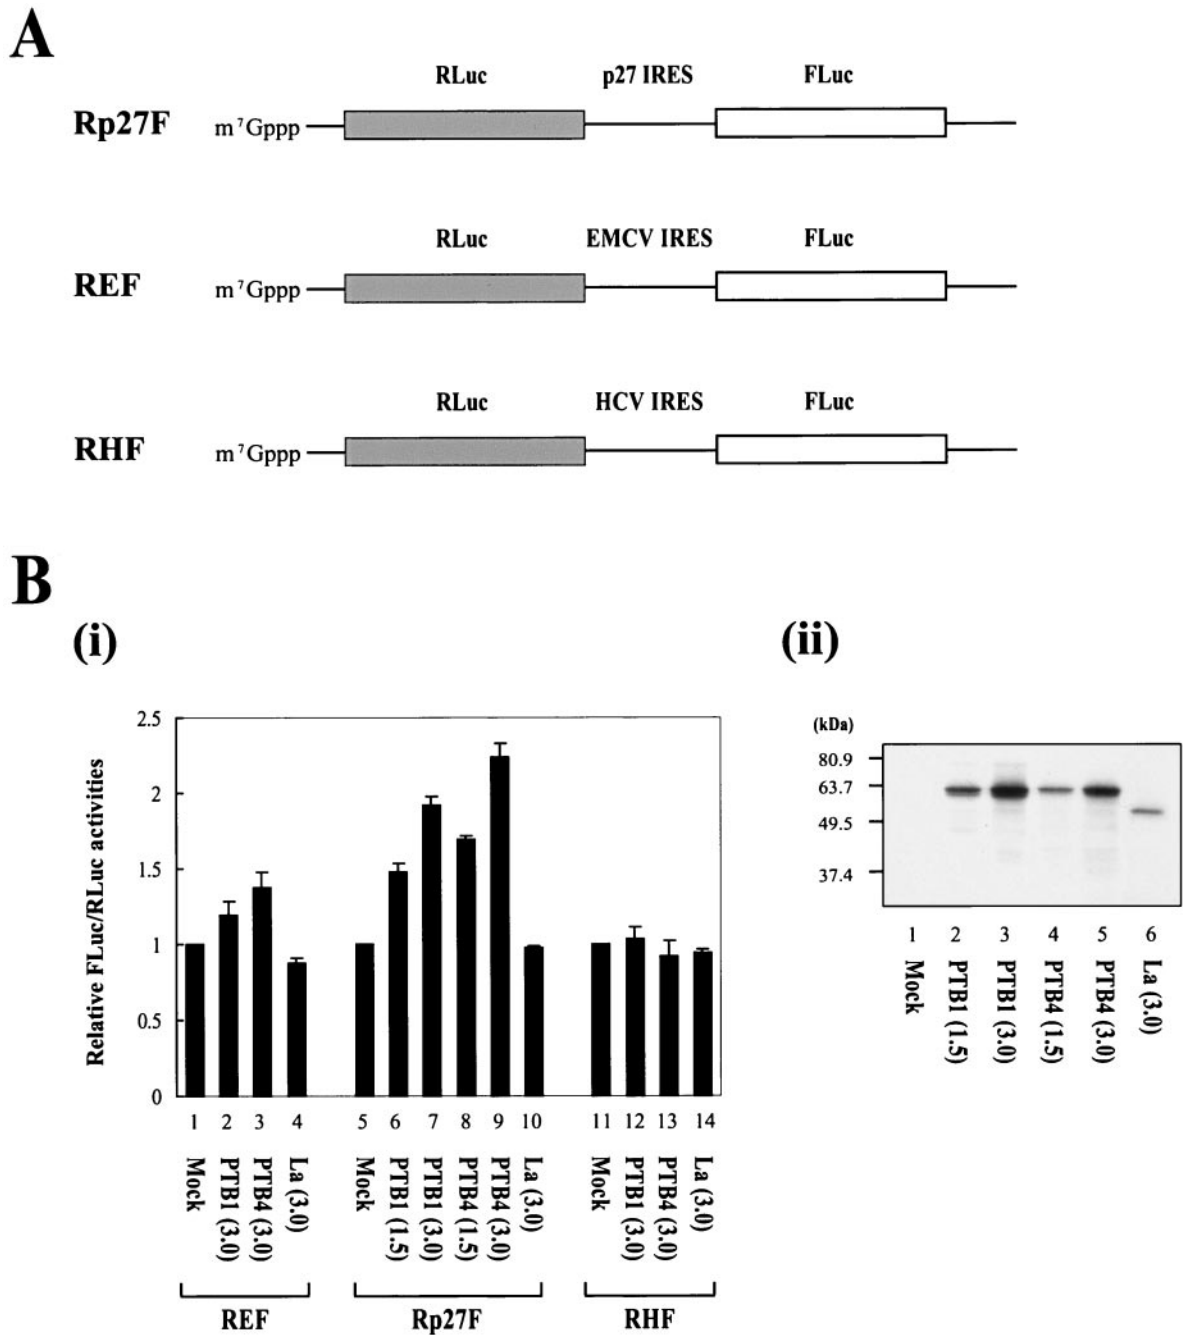 A
RLuc p27 IRES FLuc
Rp27F m⁷Gppp
RLuc EMCV IRES FLuc
REF m⁷Gppp
RLuc HCV IRES FLuc
RHF m⁷Gppp
B
(i)
Relative FLuc/RLuc activities
2.5
2
1.5
1
0.5
0
1 2 3 4 5 6 7 8 9 10 11 12 13 14
Mock
PTB1 (3.0)
PTB4 (3.0)
La (3.0)
Mock
PTB1 (1.5)
PTB1 (3.0)
PTB4 (1.5)
PTB4 (3.0)
La (3.0)
Mock
PTB1 (3.0)
PTB4 (3.0)
La (3.0)
REF Rp27F RHF
(ii)
(kDa)
80.9
63.7
49.5
37.4
1 2 3 4 5 6
Mock
PTB1 (1.5)
PTB1 (3.0)
PTB4 (1.5)
PTB4 (3.0)
La (3.0)